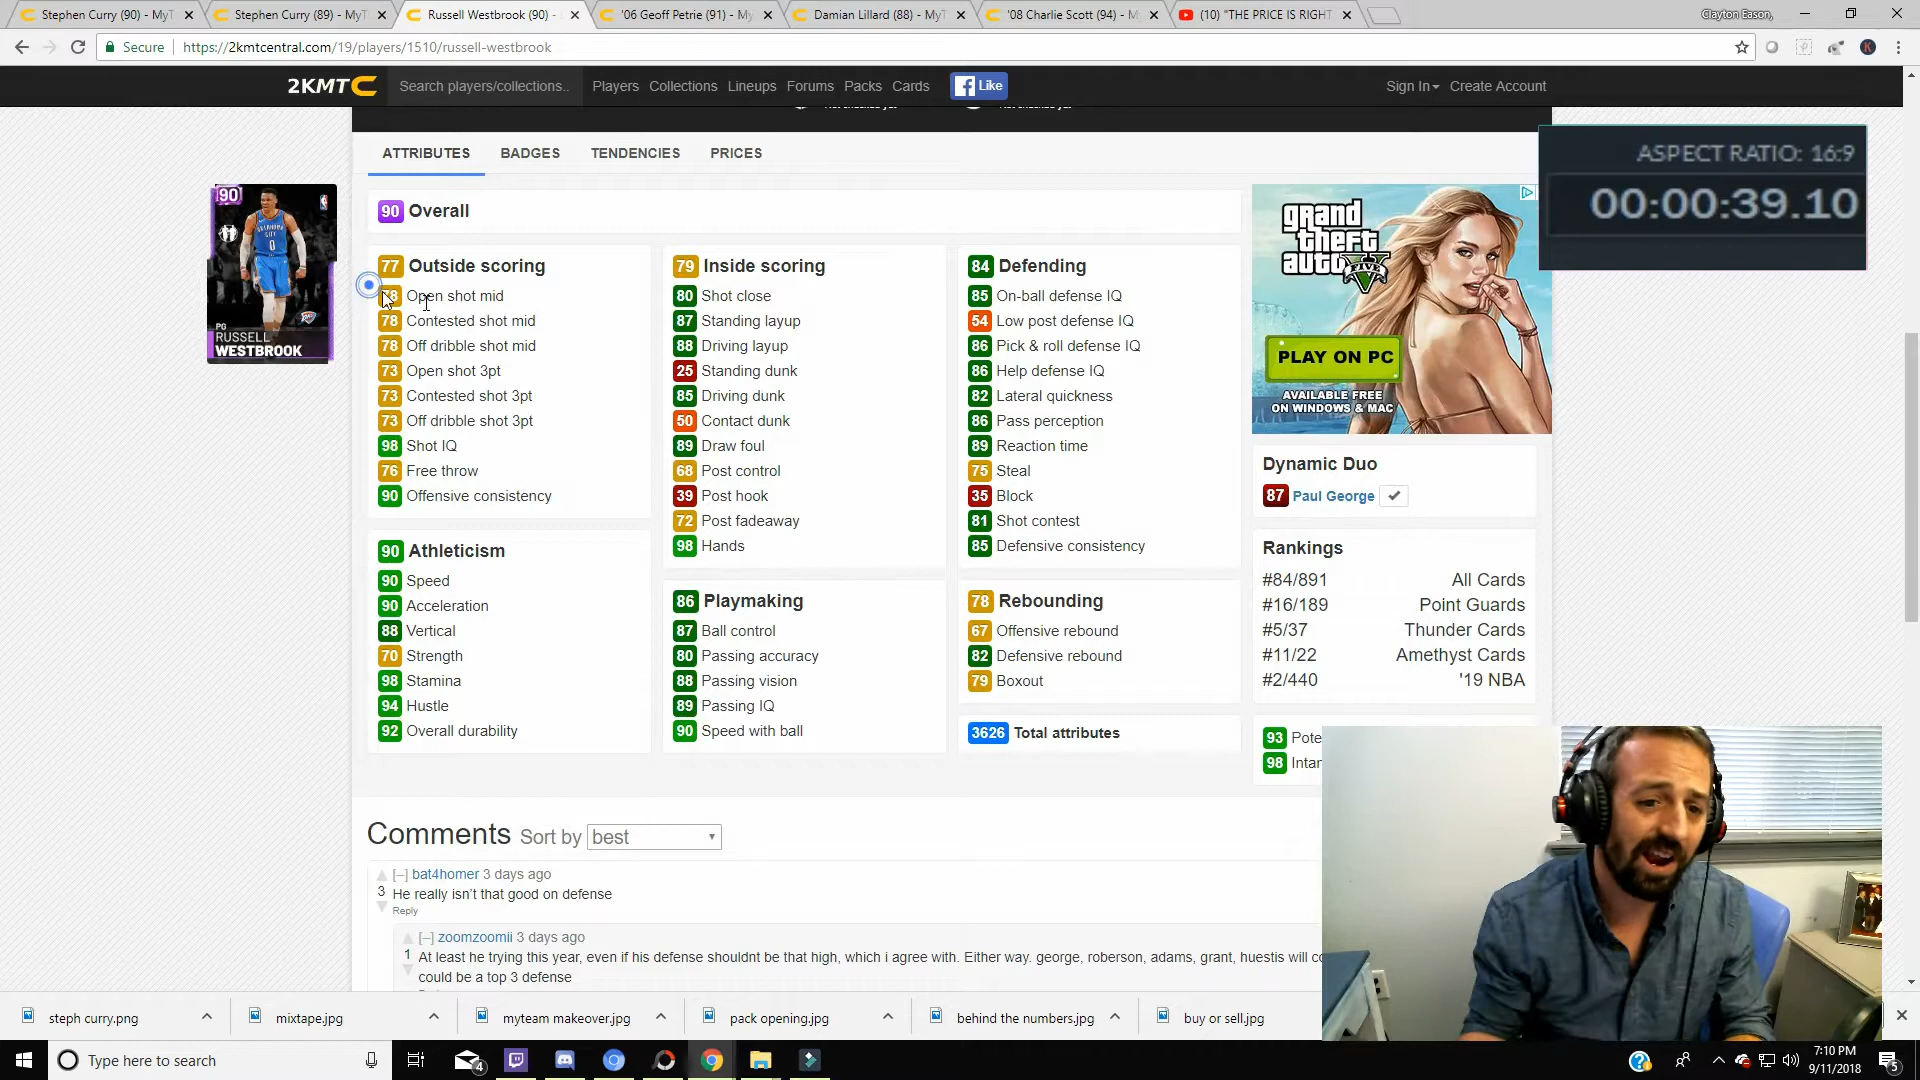 Stephen Curry (90) - MyT
Stephen Curry (89) - MyT
Russell Westbrook (90) -
'06 Geoff Petrie (91) - My
Damian Lillard (88) - MyT
'08 Charlie Scott (94) - M
(10) "THE PRICE IS RIGHT
Clayton Eason,
Secure
https://2kmtcentral.com/19/players/1510/russell-westbrook
K
2KMTC
Search players/collections..
Players
Collections
Lineups
Forums
Packs
Cards
Like
Sign In
Create Account
ATTRIBUTES
BADGES
TENDENCIES
PRICES
ASPECT RATIO: 16:9
00:00:39.10
90
PG
RUSSELL
WESTBROOK
90 Overall
77 Outside scoring
Open shot mid
78 Contested shot mid
78 Off dribble shot mid
73 Open shot 3pt
73 Contested shot 3pt
73 Off dribble shot 3pt
98 Shot IQ
76 Free throw
90 Offensive consistency
90 Athleticism
90 Speed
90 Acceleration
88 Vertical
70 Strength
98 Stamina
94 Hustle
92 Overall durability
79 Inside scoring
80 Shot close
87 Standing layup
88 Driving layup
25 Standing dunk
85 Driving dunk
50 Contact dunk
89 Draw foul
68 Post control
39 Post hook
72 Post fadeaway
98 Hands
86 Playmaking
87 Ball control
80 Passing accuracy
88 Passing vision
89 Passing IQ
90 Speed with ball
84 Defending
85 On-ball defense IQ
54 Low post defense IQ
86 Pick & roll defense IQ
86 Help defense IQ
82 Lateral quickness
86 Pass perception
89 Reaction time
75 Steal
35 Block
81 Shot contest
85 Defensive consistency
78 Rebounding
67 Offensive rebound
82 Defensive rebound
79 Boxout
3626 Total attributes
grand
theft
auto
FIVE
PLAY ON PC
AVAILABLE FREE
ON WINDOWS & MAC
Dynamic Duo
87 Paul George
Rankings
#84/891 All Cards
#16/189 Point Guards
#5/37 Thunder Cards
#11/22 Amethyst Cards
#2/440 '19 NBA
93 Pote
98 Intan
Comments Sort by best
[–] bat4homer 3 days ago
3 He really isn't that good on defense
Reply
[–] zoomzoomii 3 days ago
1 At least he trying this year, even if his defense shouldnt be that high, which i agree with. Either way. george, roberson, adams, grant, huestis will co
could be a top 3 defense
steph curry.png
mixtape.jpg
myteam makeover.jpg
pack opening.jpg
behind the numbers.jpg
buy or sell.jpg
Type here to search
4
7:10 PM
9/11/2018
5